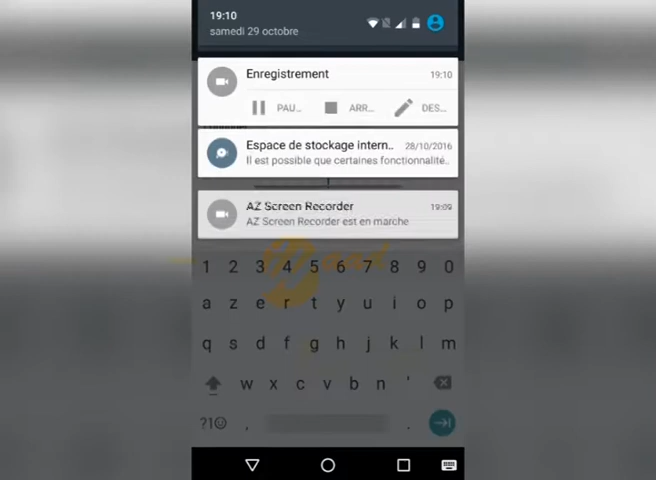 19:10
samedi 29 octobre
Enregistrement 19:10
PAU... ARR... DES...
Espace de stockage intern.. 28/10/2016
Il est possible que certaines fonctionnalité..
AZ Screen Recorder 19:09
AZ Screen Recorder est en marche
1 2 3 4 5 6 7 8 9 0
a z e r t y u i o p
q s d f g h j k l m
w x c v b n '
?1☺ , .